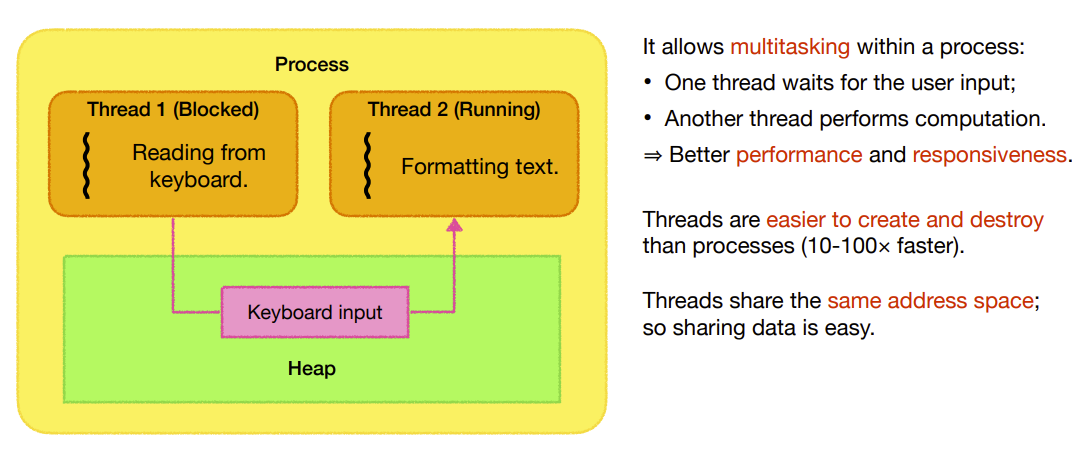 Process
Thread 1 (Blocked)
Reading from
keyboard.
Thread 2 (Running)
Formatting text.
Keyboard input
Heap
It allows multitasking within a process:
• One thread waits for the user input;
• Another thread performs computation.
⇒ Better performance and responsiveness.
Threads are easier to create and destroy
than processes (10-100× faster).
Threads share the same address space;
so sharing data is easy.